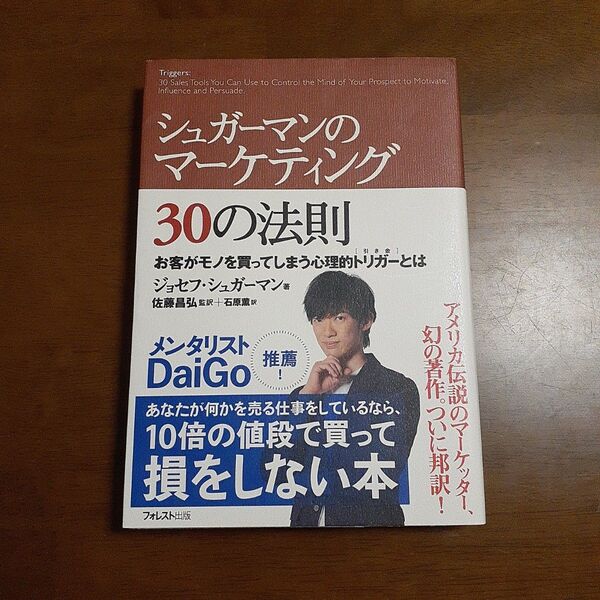 Triggers:
30 Sales Tools You Can Use to Control the Mind of Your Prospect to Motivate,
Influence and Persuade.
シュガーマンの
マーケティング
30の法則
お客がモノを買ってしまう心理的トリガーとは
[引き金]
ジョセフ・シュガーマン 著
佐藤昌弘 監訳+石原薫 訳
メンタリスト
DaiGo
推薦!
アメリカ伝説のマーケッター、
幻の著作。ついに邦訳!
あなたが何かを売る仕事をしているなら、
10倍の値段で買って
損をしない本
フォレスト出版